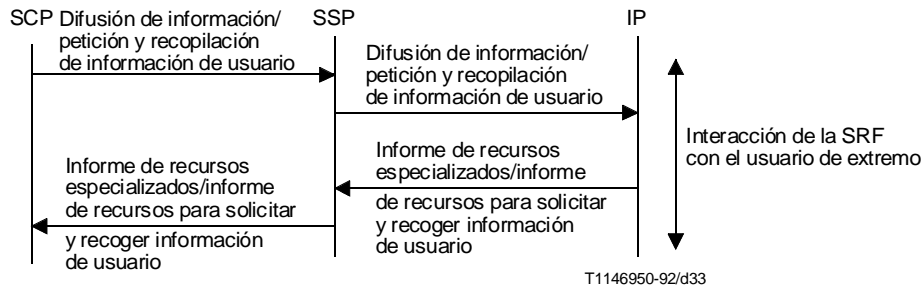 SCP
Difusión de información/
petición y recopilación
de información de usuario
SSP
IP
Difusión de información/
petición y recopilación
de información de usuario
Informe de recursos
especializados/informe
de recursos para solicitar
y recoger información
de usuario
Informe de recursos
especializados/informe
de recursos para solicitar
y recoger información
de usuario
Interacción de la SRF
con el usuario de extremo
T1146950-92/d33